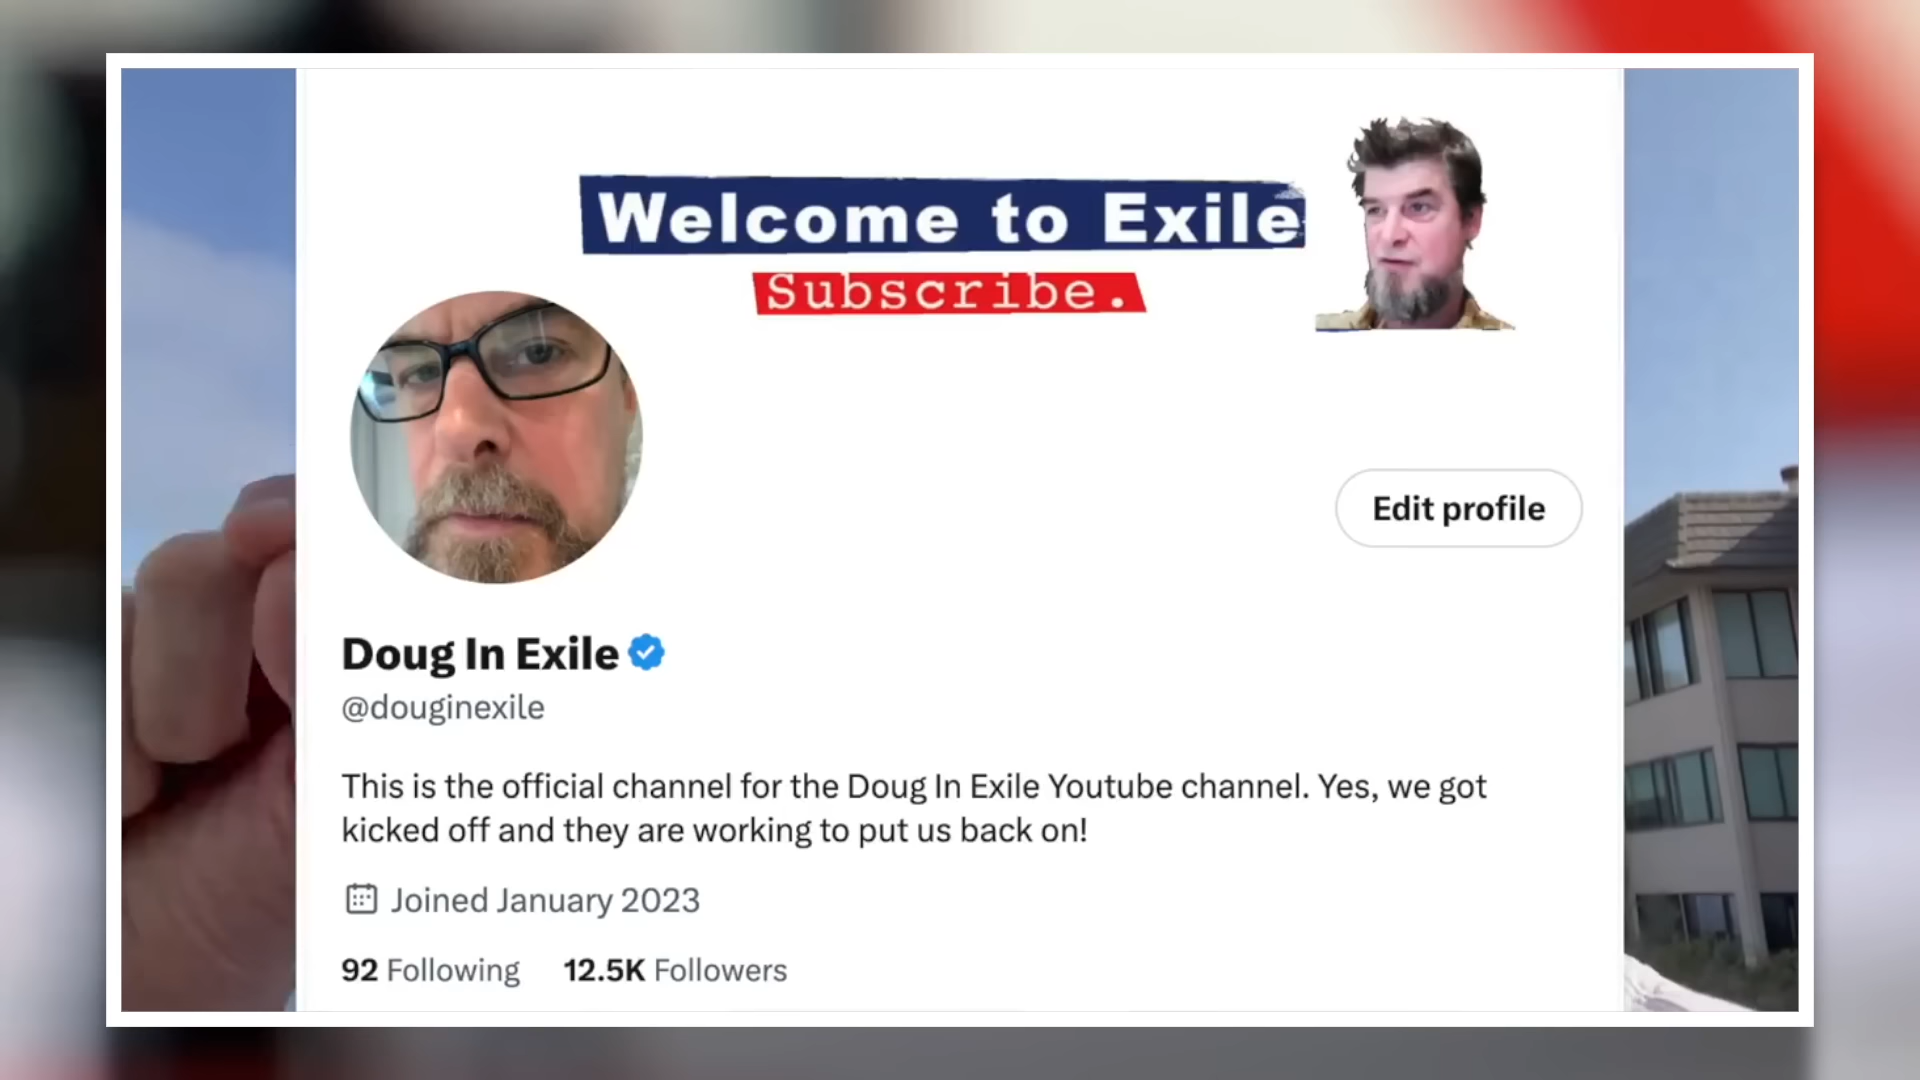 Welcome to Exile
Subscribe.
Edit profile
Doug In Exile
@douginexile
This is the official channel for the Doug In Exile Youtube channel. Yes, we got
kicked off and they are working to put us back on!
Joined January 2023
92 Following 12.5K Followers